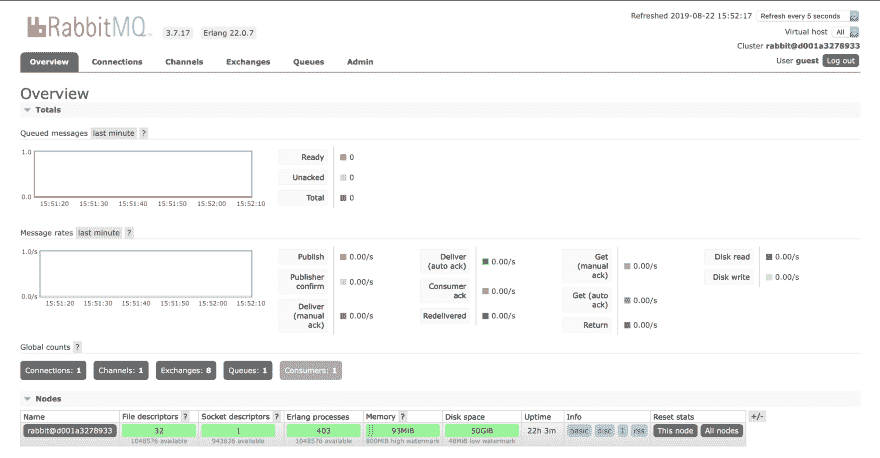 RabbitMQ 3.7.17 Erlang 22.0.7
Refreshed 2019-08-22 15:52:17 Refresh every 5 seconds
Virtual host All
Cluster rabbit@d001a3278933
User guest Log out
Overview Connections Channels Exchanges Queues Admin
Overview
Totals
Queued messages last minute ?
1.0
0.0
15:51:20 15:51:30 15:51:40 15:51:50 15:52:00 15:52:10
Ready 0
Unacked 0
Total 0
Message rates last minute ?
1.0/s
0.0/s
15:51:20 15:51:30 15:51:40 15:51:50 15:52:00 15:52:10
Publish 0.00/s
Publisher confirm 0.00/s
Deliver (manual ack) 0.00/s
Deliver (auto ack) 0.00/s
Consumer ack 0.00/s
Redelivered 0.00/s
Get (manual ack) 0.00/s
Get (auto ack) 0.00/s
Return 0.00/s
Disk read 0.00/s
Disk write 0.00/s
Global counts ?
Connections: 1 Channels: 1 Exchanges: 8 Queues: 1 Consumers: 1
Nodes
Name File descriptors ? Socket descriptors ? Erlang processes Memory ? Disk space Uptime Info Reset stats +/-
rabbit@d001a3278933 32 1 403 93MiB 50GiB 22h 3m basic disc 1 rss This node All nodes
1048576 available 943626 available 1048576 available 800MiB high watermark 48MiB low watermark